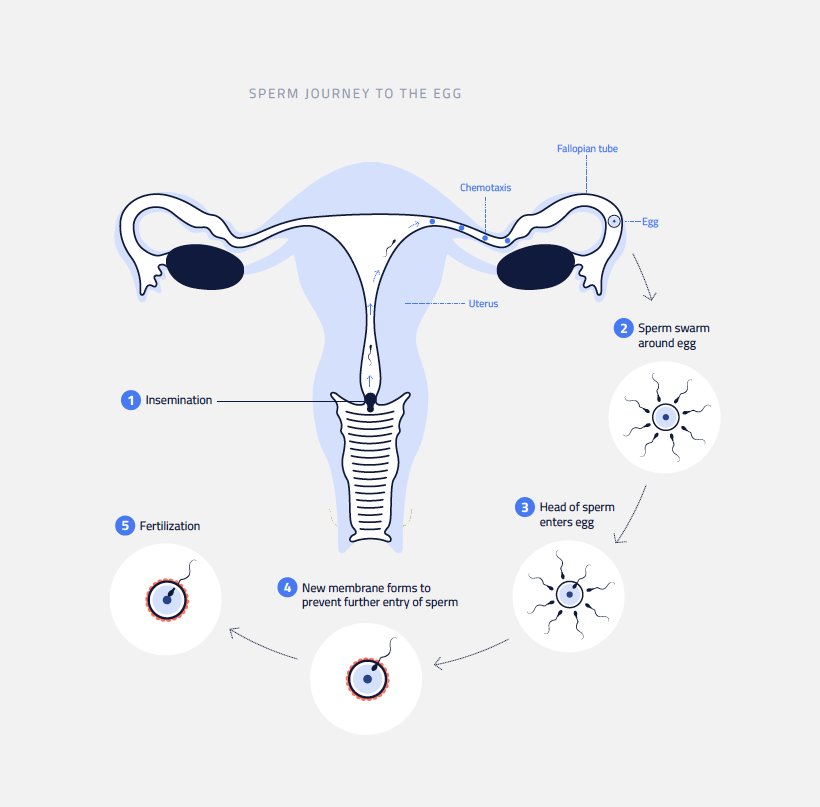 SPERM JOURNEY TO THE EGG
Fallopian tube
Chemotaxis
Egg
Uterus
1 Insemination
2 Sperm swarm
around egg
3 Head of sperm
enters egg
4 New membrane forms to
prevent further entry of sperm
5 Fertilization